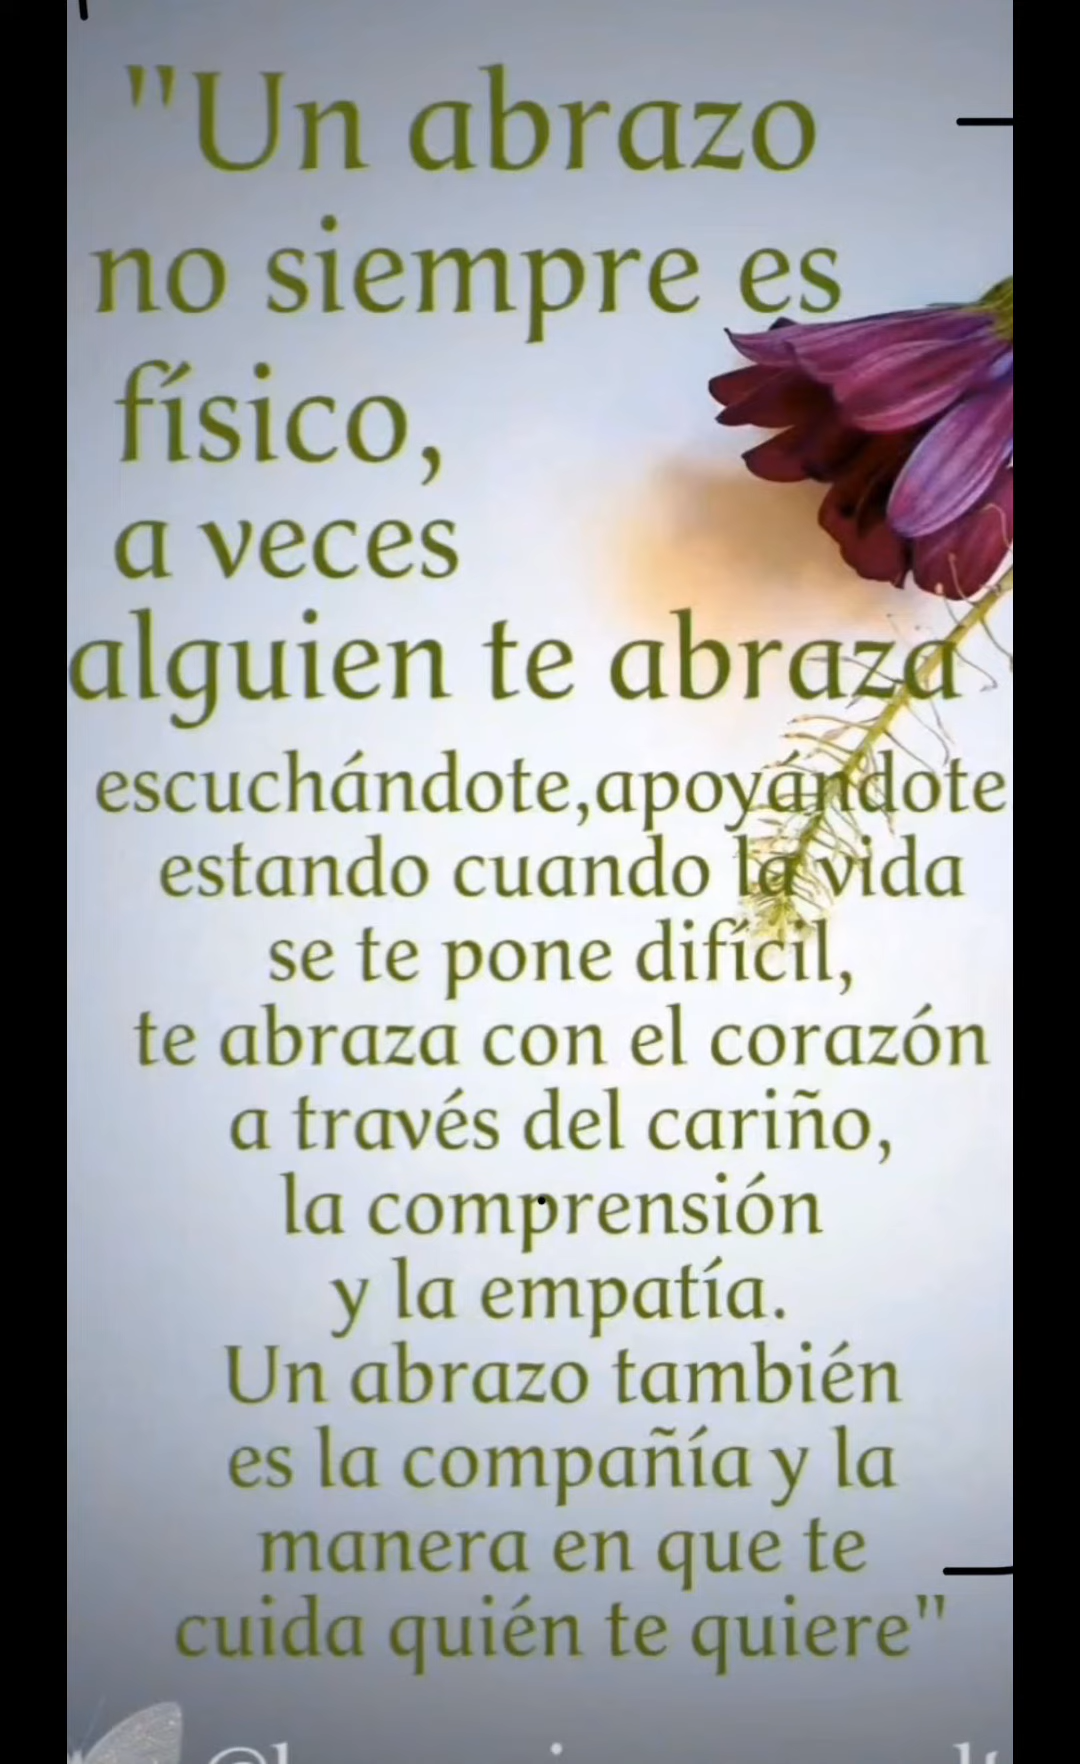 "Un abrazo
no siempre es
físico,
a veces
alguien te abraza
escuchándote,apoyándote
estando cuando la vida
se te pone difícil,
te abraza con el corazón
a través del cariño,
la comprensión
y la empatía.
Un abrazo también
es la compañía y la
manera en que te
cuida quién te quiere"